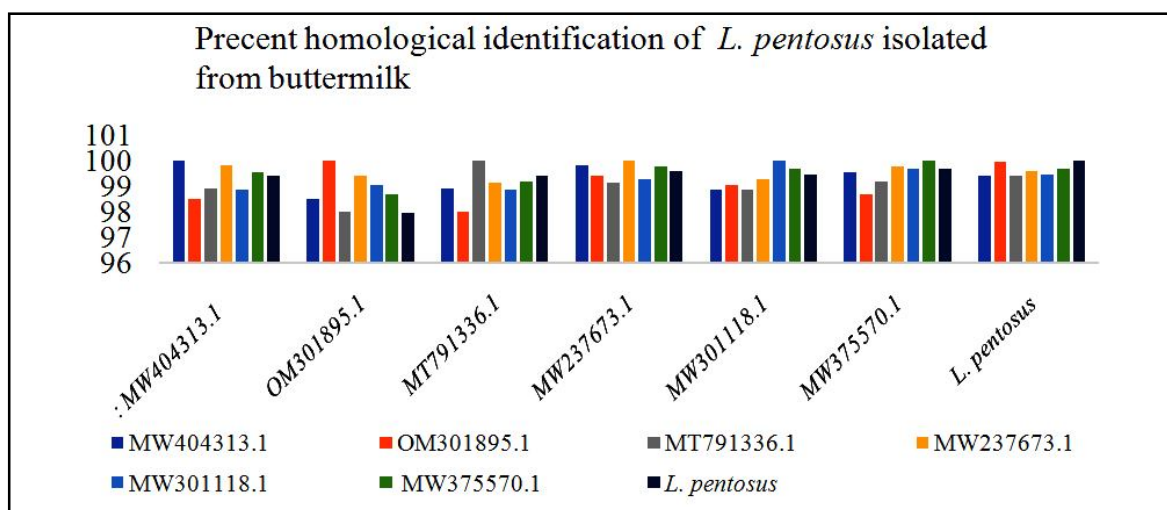 Precent homological identification of L. pentosus isolated
from buttermilk
101
100
99
98
97
96
: MW404313.1
OM301895.1
MT791336.1
MW237673.1
MW301118.1
MW375570.1
L. pentosus
MW404313.1 OM301895.1 MT791336.1 MW237673.1
MW301118.1 MW375570.1 L. pentosus